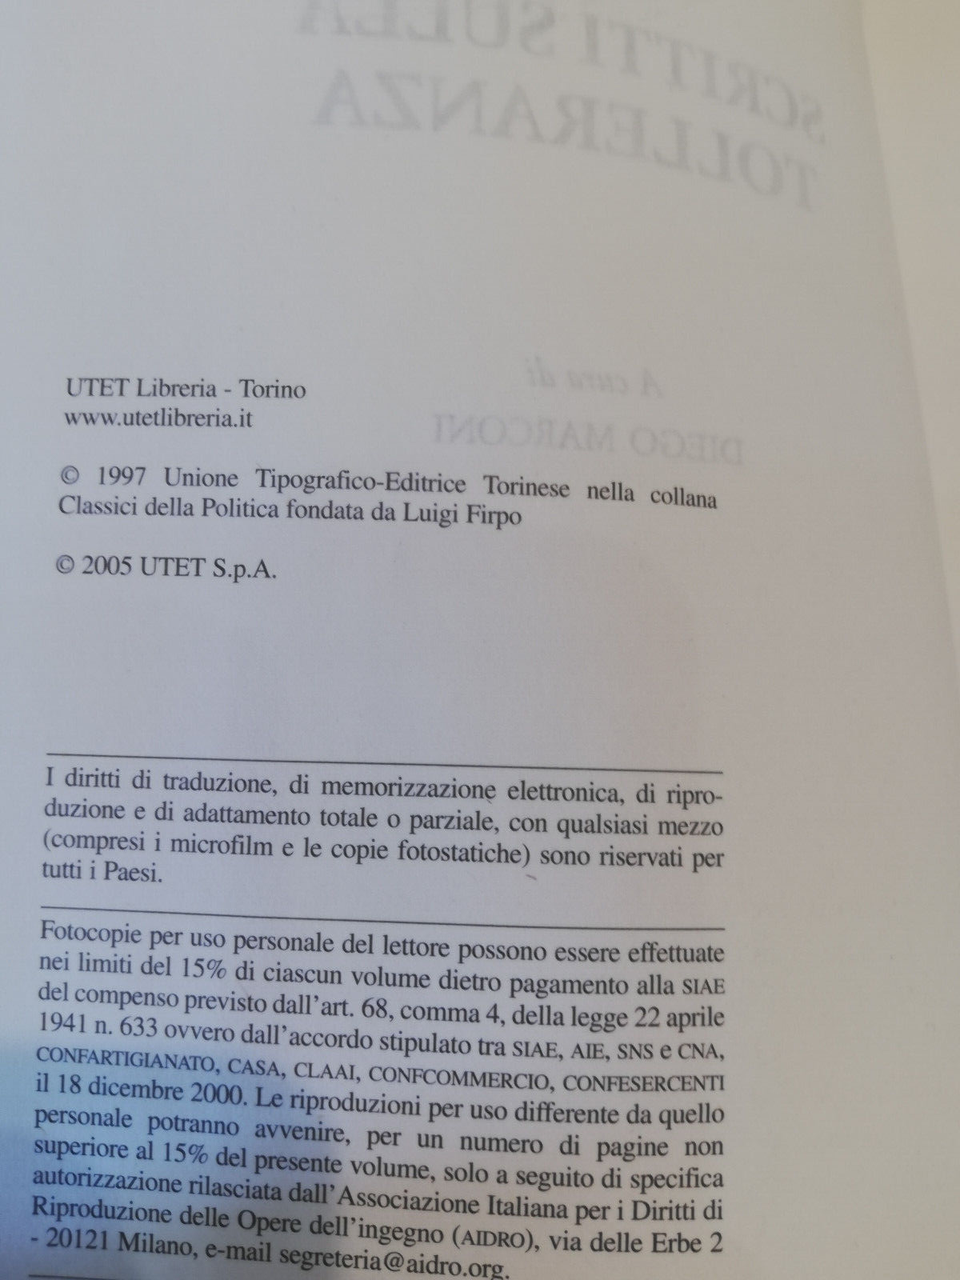 SCRITTI SULLA
TOLLERANZA
A cura di
DIEGO MARCONI
UTET Libreria - Torino
www.utetlibreria.it
© 1997 Unione Tipografico-Editrice Torinese nella collana
Classici della Politica fondata da Luigi Firpo
© 2005 UTET S.p.A.
I diritti di traduzione, di memorizzazione elettronica, di ripro-
duzione e di adattamento totale o parziale, con qualsiasi mezzo
(compresi i microfilm e le copie fotostatiche) sono riservati per
tutti i Paesi.
Fotocopie per uso personale del lettore possono essere effettuate
nei limiti del 15% di ciascun volume dietro pagamento alla SIAE
del compenso previsto dall'art. 68, comma 4, della legge 22 aprile
1941 n. 633 ovvero dall'accordo stipulato tra SIAE, AIE, SNS e CNA,
CONFARTIGIANATO, CASA, CLAAI, CONFCOMMERCIO, CONFESERCENTI
il 18 dicembre 2000. Le riproduzioni per uso differente da quello
personale potranno avvenire, per un numero di pagine non
superiore al 15% del presente volume, solo a seguito di specifica
autorizzazione rilasciata dall'Associazione Italiana per i Diritti di
Riproduzione delle Opere dell'ingegno (AIDRO), via delle Erbe 2
- 20121 Milano, e-mail segreteria@aidro.org.